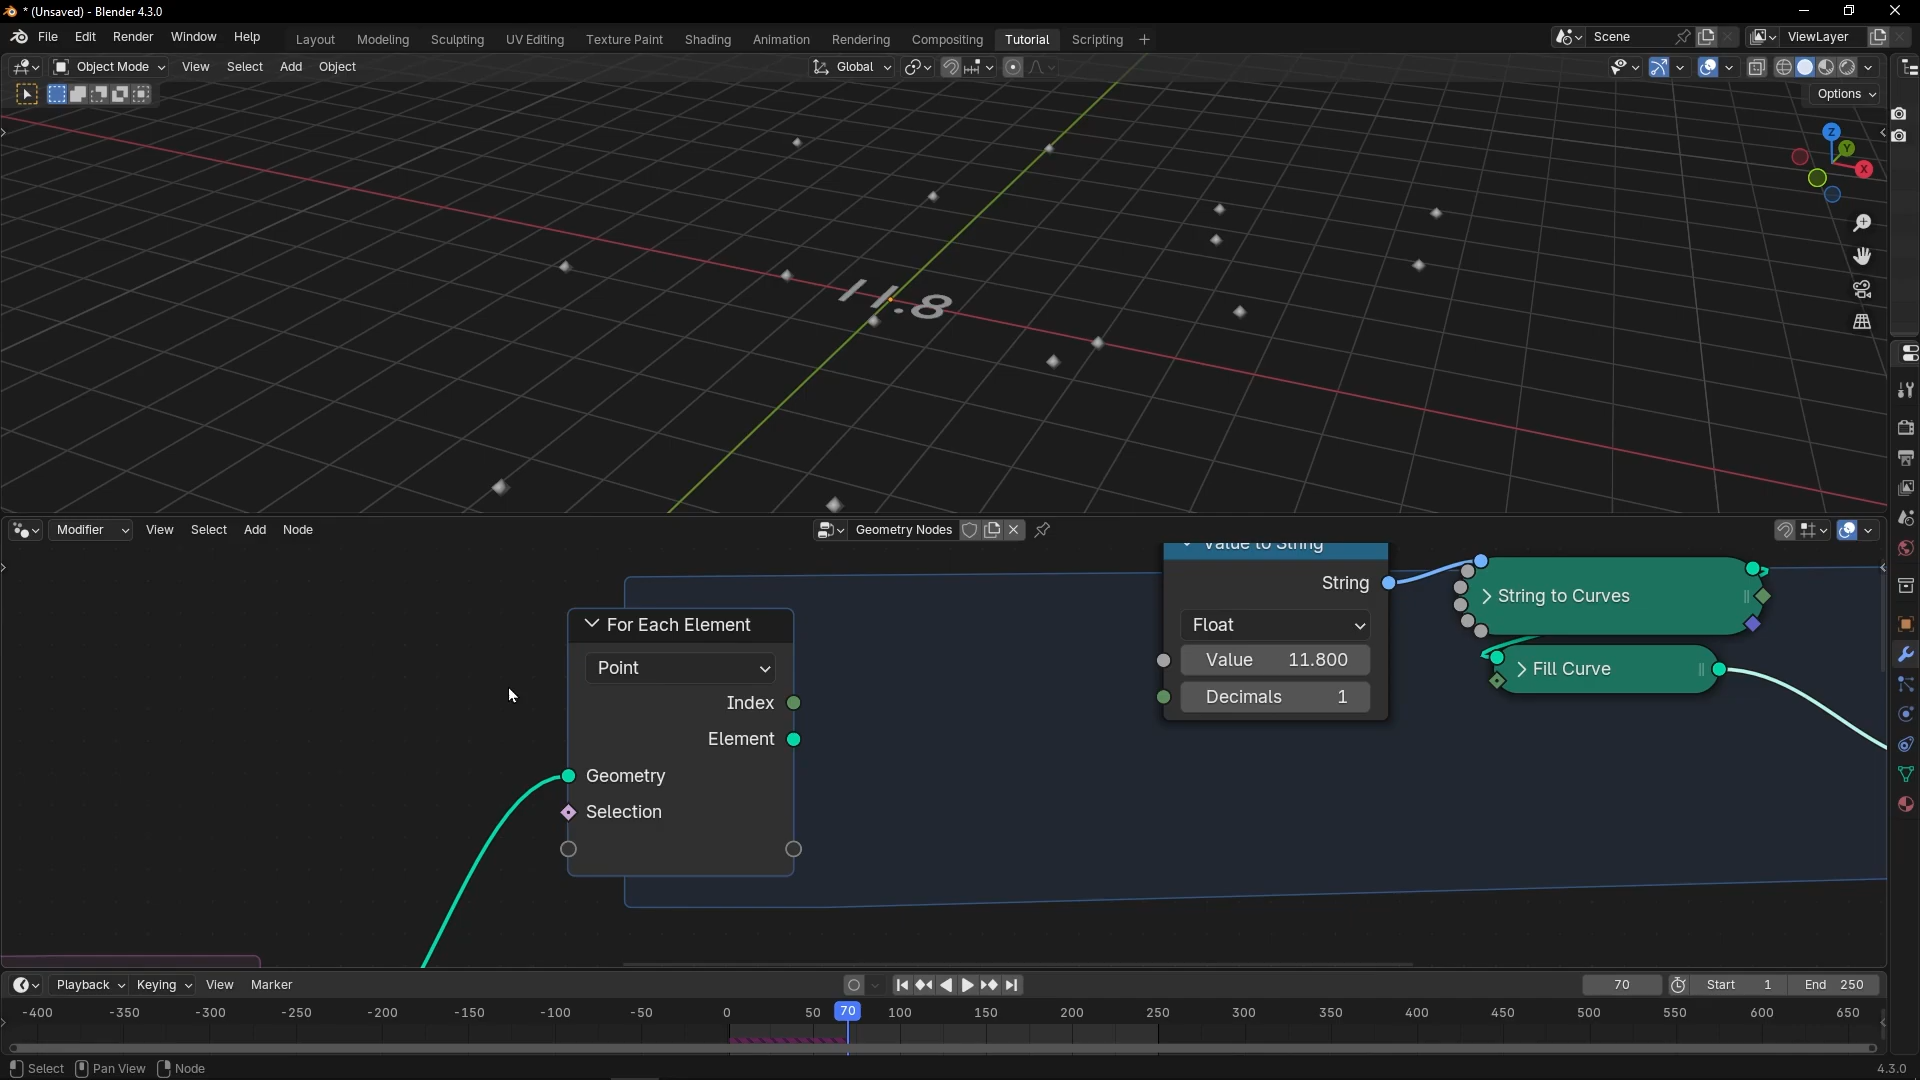 * (Unsaved) - Blender 4.3.0
File Edit Render Window Help
Layout Modeling Sculpting UV Editing Texture Paint Shading Animation Rendering Compositing Tutorial Scripting +
Scene ViewLayer
Object Mode View Select Add Object Global
Options
Z
Y
X
11.8
Modifier View Select Add Node Geometry Nodes
Value to String
String
String to Curves
For Each Element
Float
Value 11.800
Fill Curve
Point
Decimals 1
Index
Element
Geometry
Selection
Playback Keying View Marker 70 Start 1 End 250
-400 -350 -300 -250 -200 -150 -100 -50 0 50 70 100 150 200 250 300 350 400 450 500 550 600 650
Select Pan View Node 4.3.0